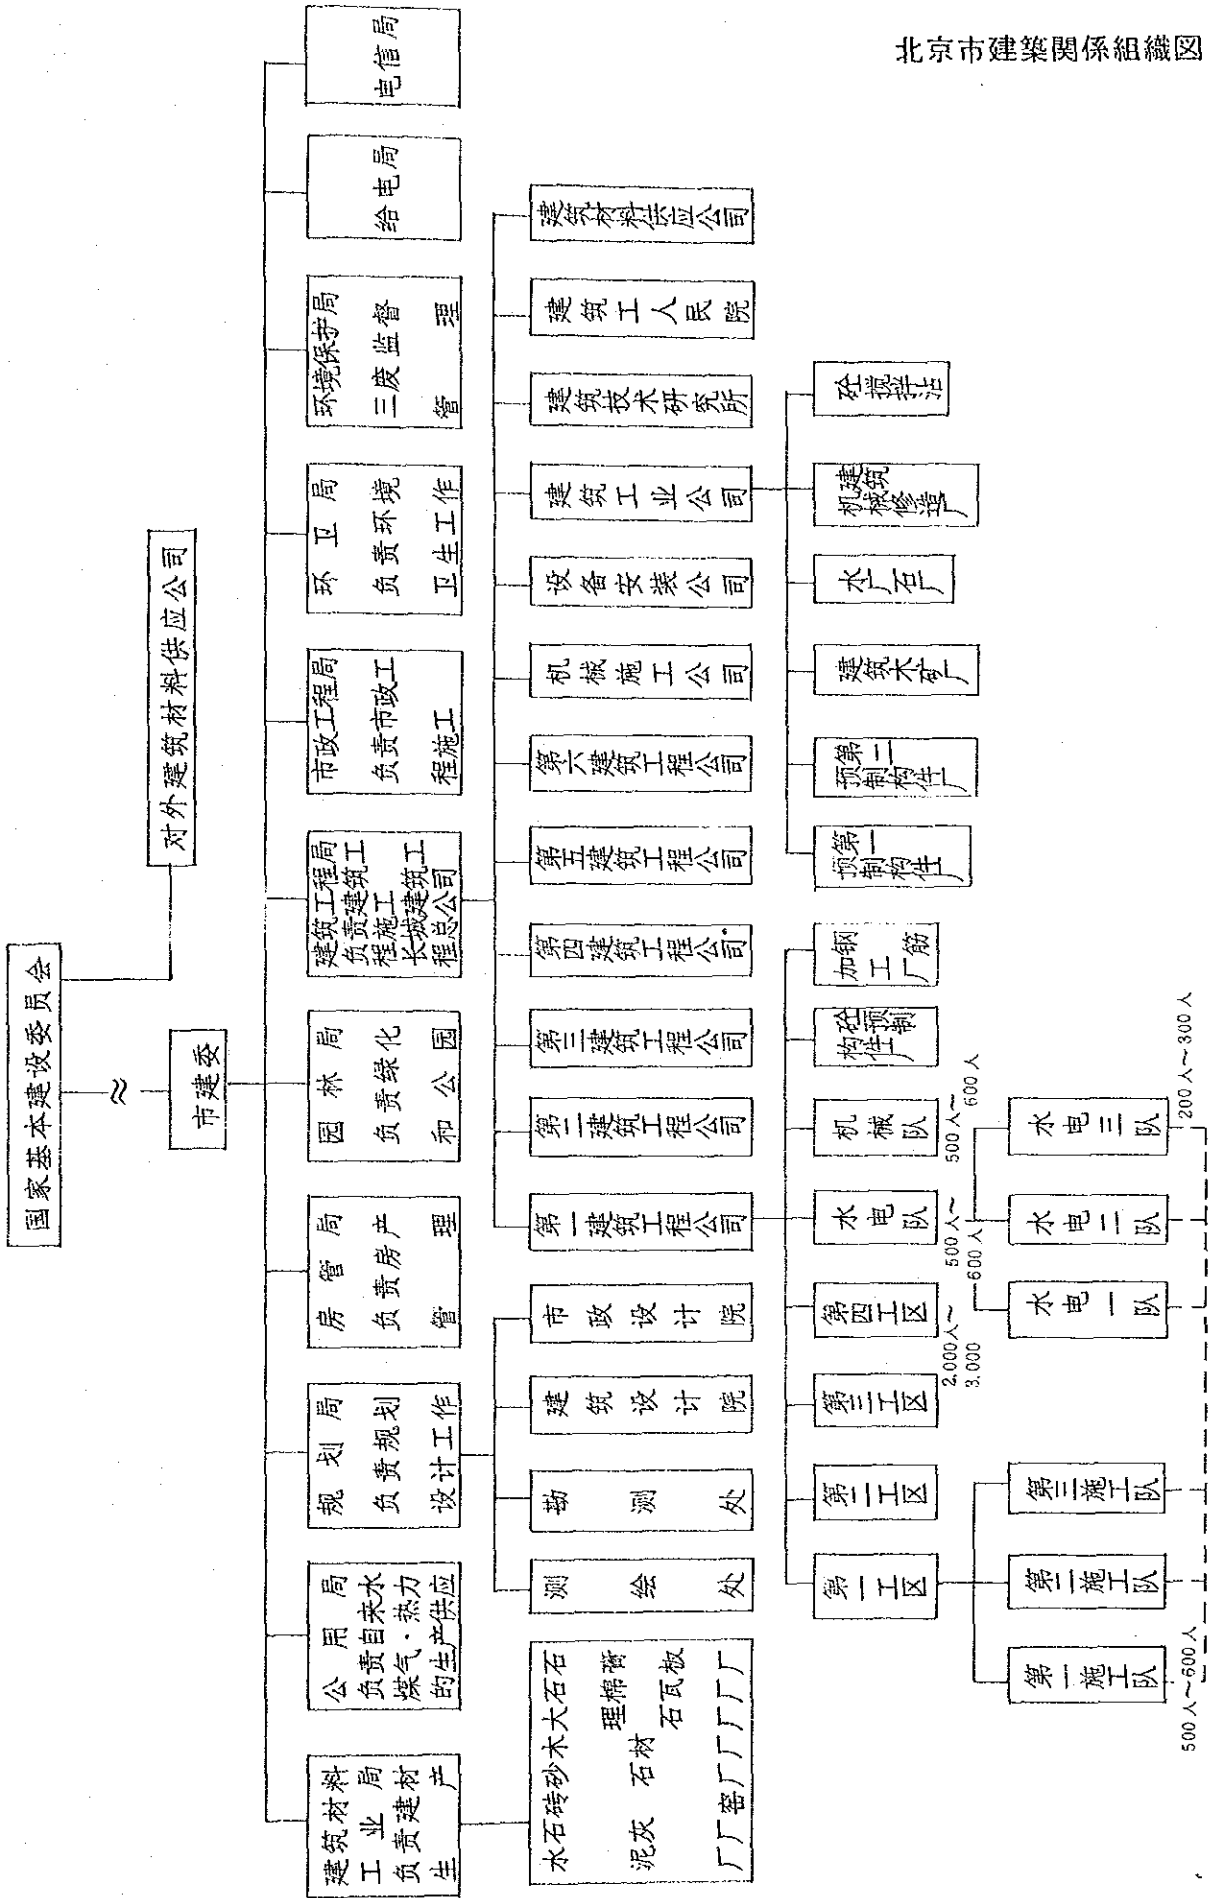 北京市建築関係組織図
国家基本建设委员会
对外建筑材料供应公司
市建委
建筑材料
工业局
负责建材
生产
公用局
负责自来水
煤气·热力
的生产供应
规划局
负责规划
设计工作
房管局
负责房产
管理
园林局
负责绿化
和公园
建筑工程局
负责建筑工
程施工
长城建筑工
程总公司
市政工程局
负责市政工
程施工
环卫局
负责环境
卫生工作
环境保护局
三废监督
管理
给电局
电信局
水泥厂
石灰厂
砖窑
砂石厂
木材厂
大理石厂
石棉瓦厂
石膏板厂
测绘处
勘测处
建筑设计院
市政设计院
第一建筑工程公司
第二建筑工程公司
第三建筑工程公司
第四建筑工程公司
第五建筑工程公司
第六建筑工程公司
机械施工公司
设备安装公司
建筑工业公司
建筑技术研究所
建筑工人民院
建筑材料供应公司
第一工区
第二工区
第三工区
第四工区
2,000人～
3,000
水电队
500人～
600人
机械队
500人～
600人
砼预制
构件厂
钢筋
加工厂
第一
预制构件厂
第二
预制构件厂
建筑木矿厂
水厂石厂
建筑
机械修造厂
砼搅拌沾
第一施工队
第二施工队
第三施工队
500人～600人
水电一队
水电二队
水电三队
200人～300人